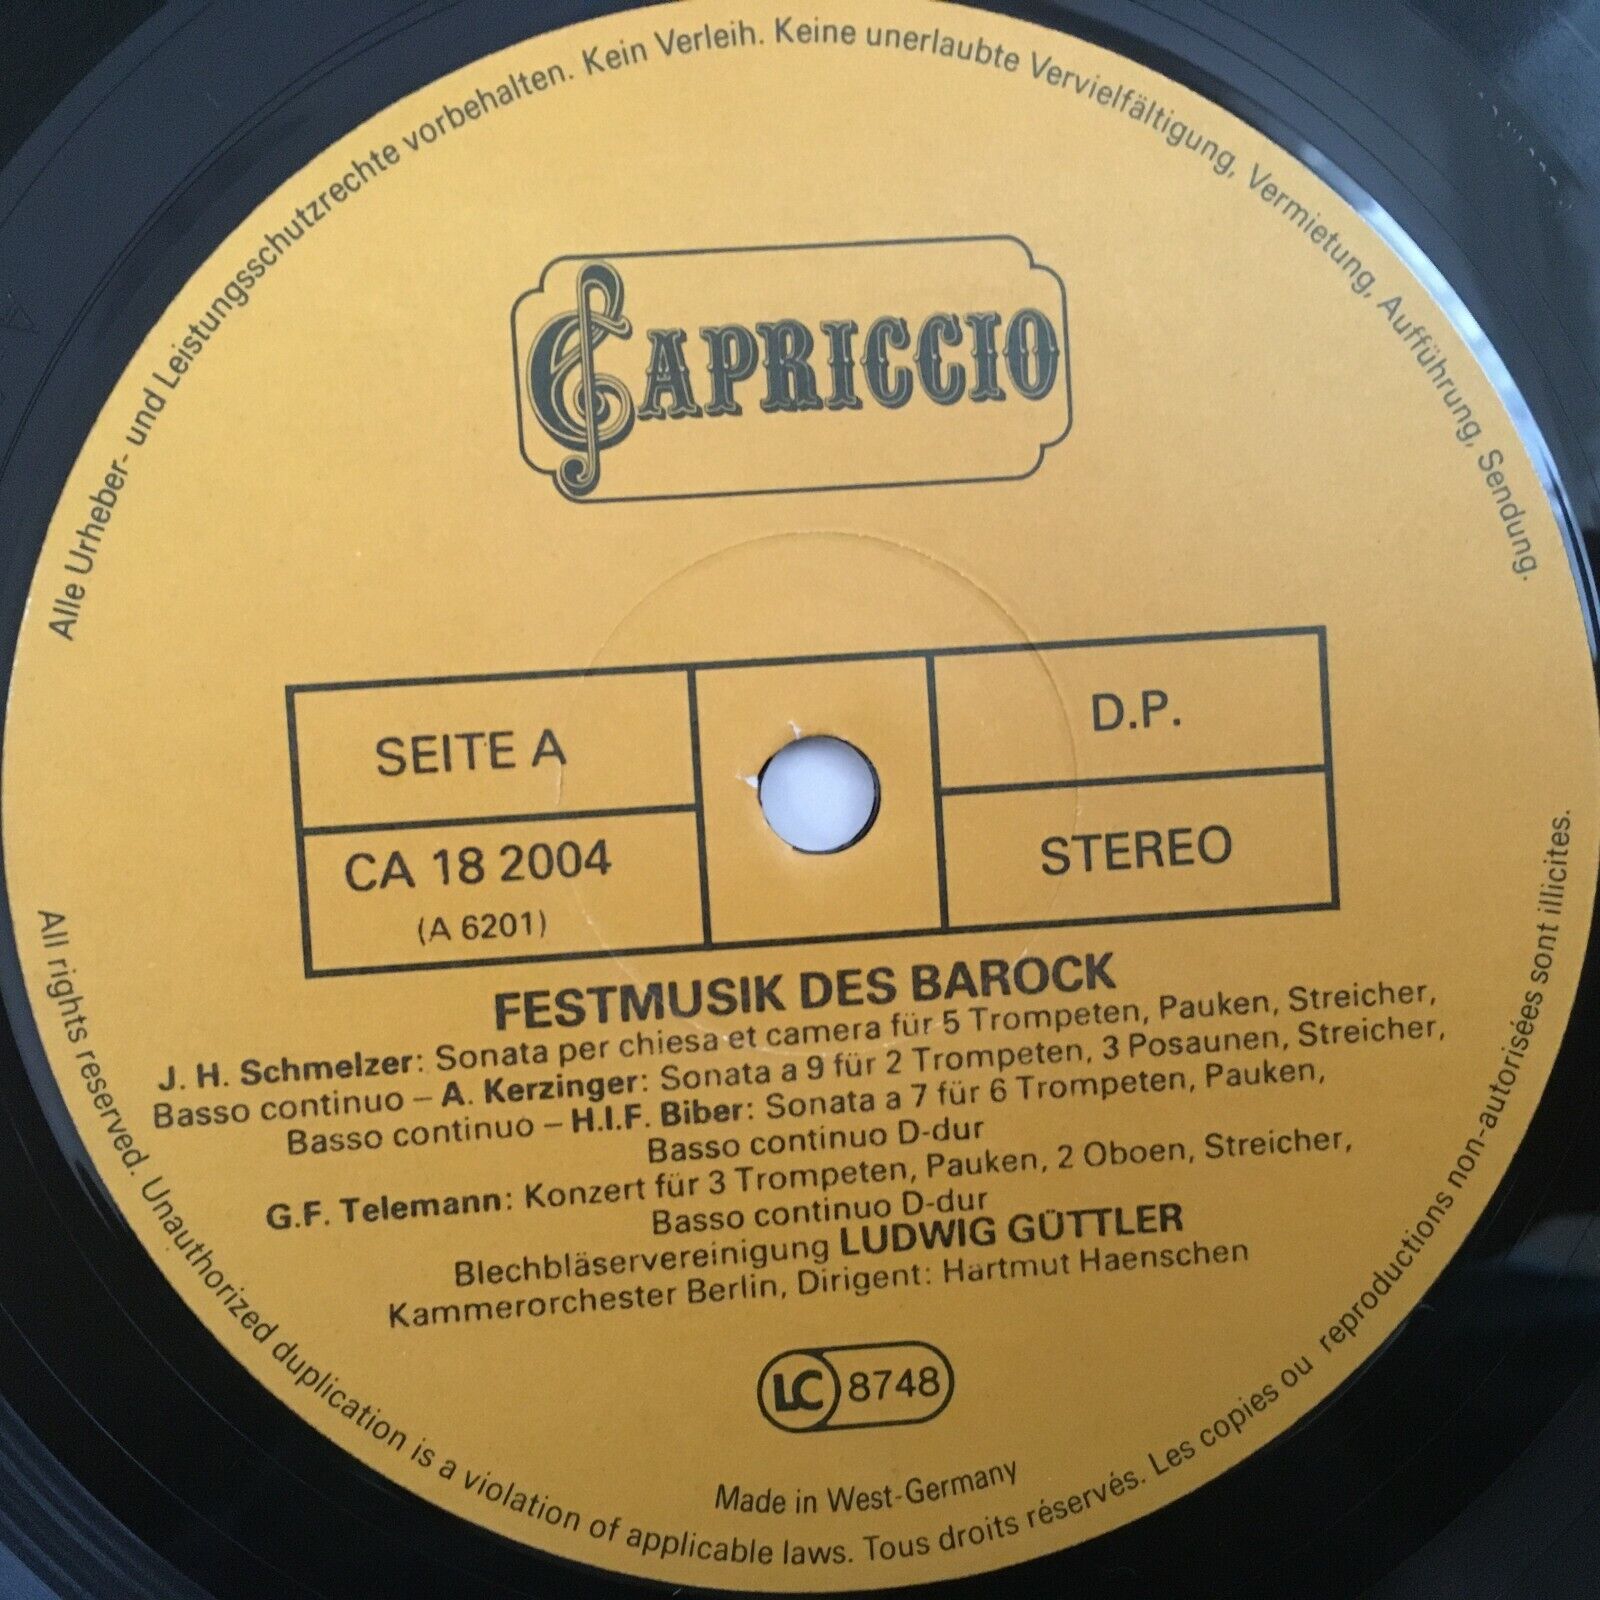 Alle Urheber- und Leistungsschutzrechte vorbehalten. Kein Verleih. Keine unerlaubte Vervielfältigung, Vermietung, Aufführung, Sendung.
CAPRICCIO
SEITE A
D.P.
CA 18 2004
(A 6201)
STEREO
FESTMUSIK DES BAROCK
J. H. Schmelzer: Sonata per chiesa et camera für 5 Trompeten, Pauken, Streicher,
Basso continuo – A. Kerzinger: Sonata a 9 für 2 Trompeten, 3 Posaunen, Streicher,
Basso continuo – H.I.F. Biber: Sonata a 7 für 6 Trompeten, Pauken,
Basso continuo D-dur
G.F. Telemann: Konzert für 3 Trompeten, Pauken, 2 Oboen, Streicher,
Basso continuo D-dur
Blechbläservereinigung LUDWIG GÜTTLER
Kammerorchester Berlin, Dirigent: Hartmut Haenschen
LC 8748
Made in West-Germany
All rights reserved. Unauthorized duplication is a violation of applicable laws. Tous droits réservés. Les copies ou reproductions non-autorisées sont illicites.